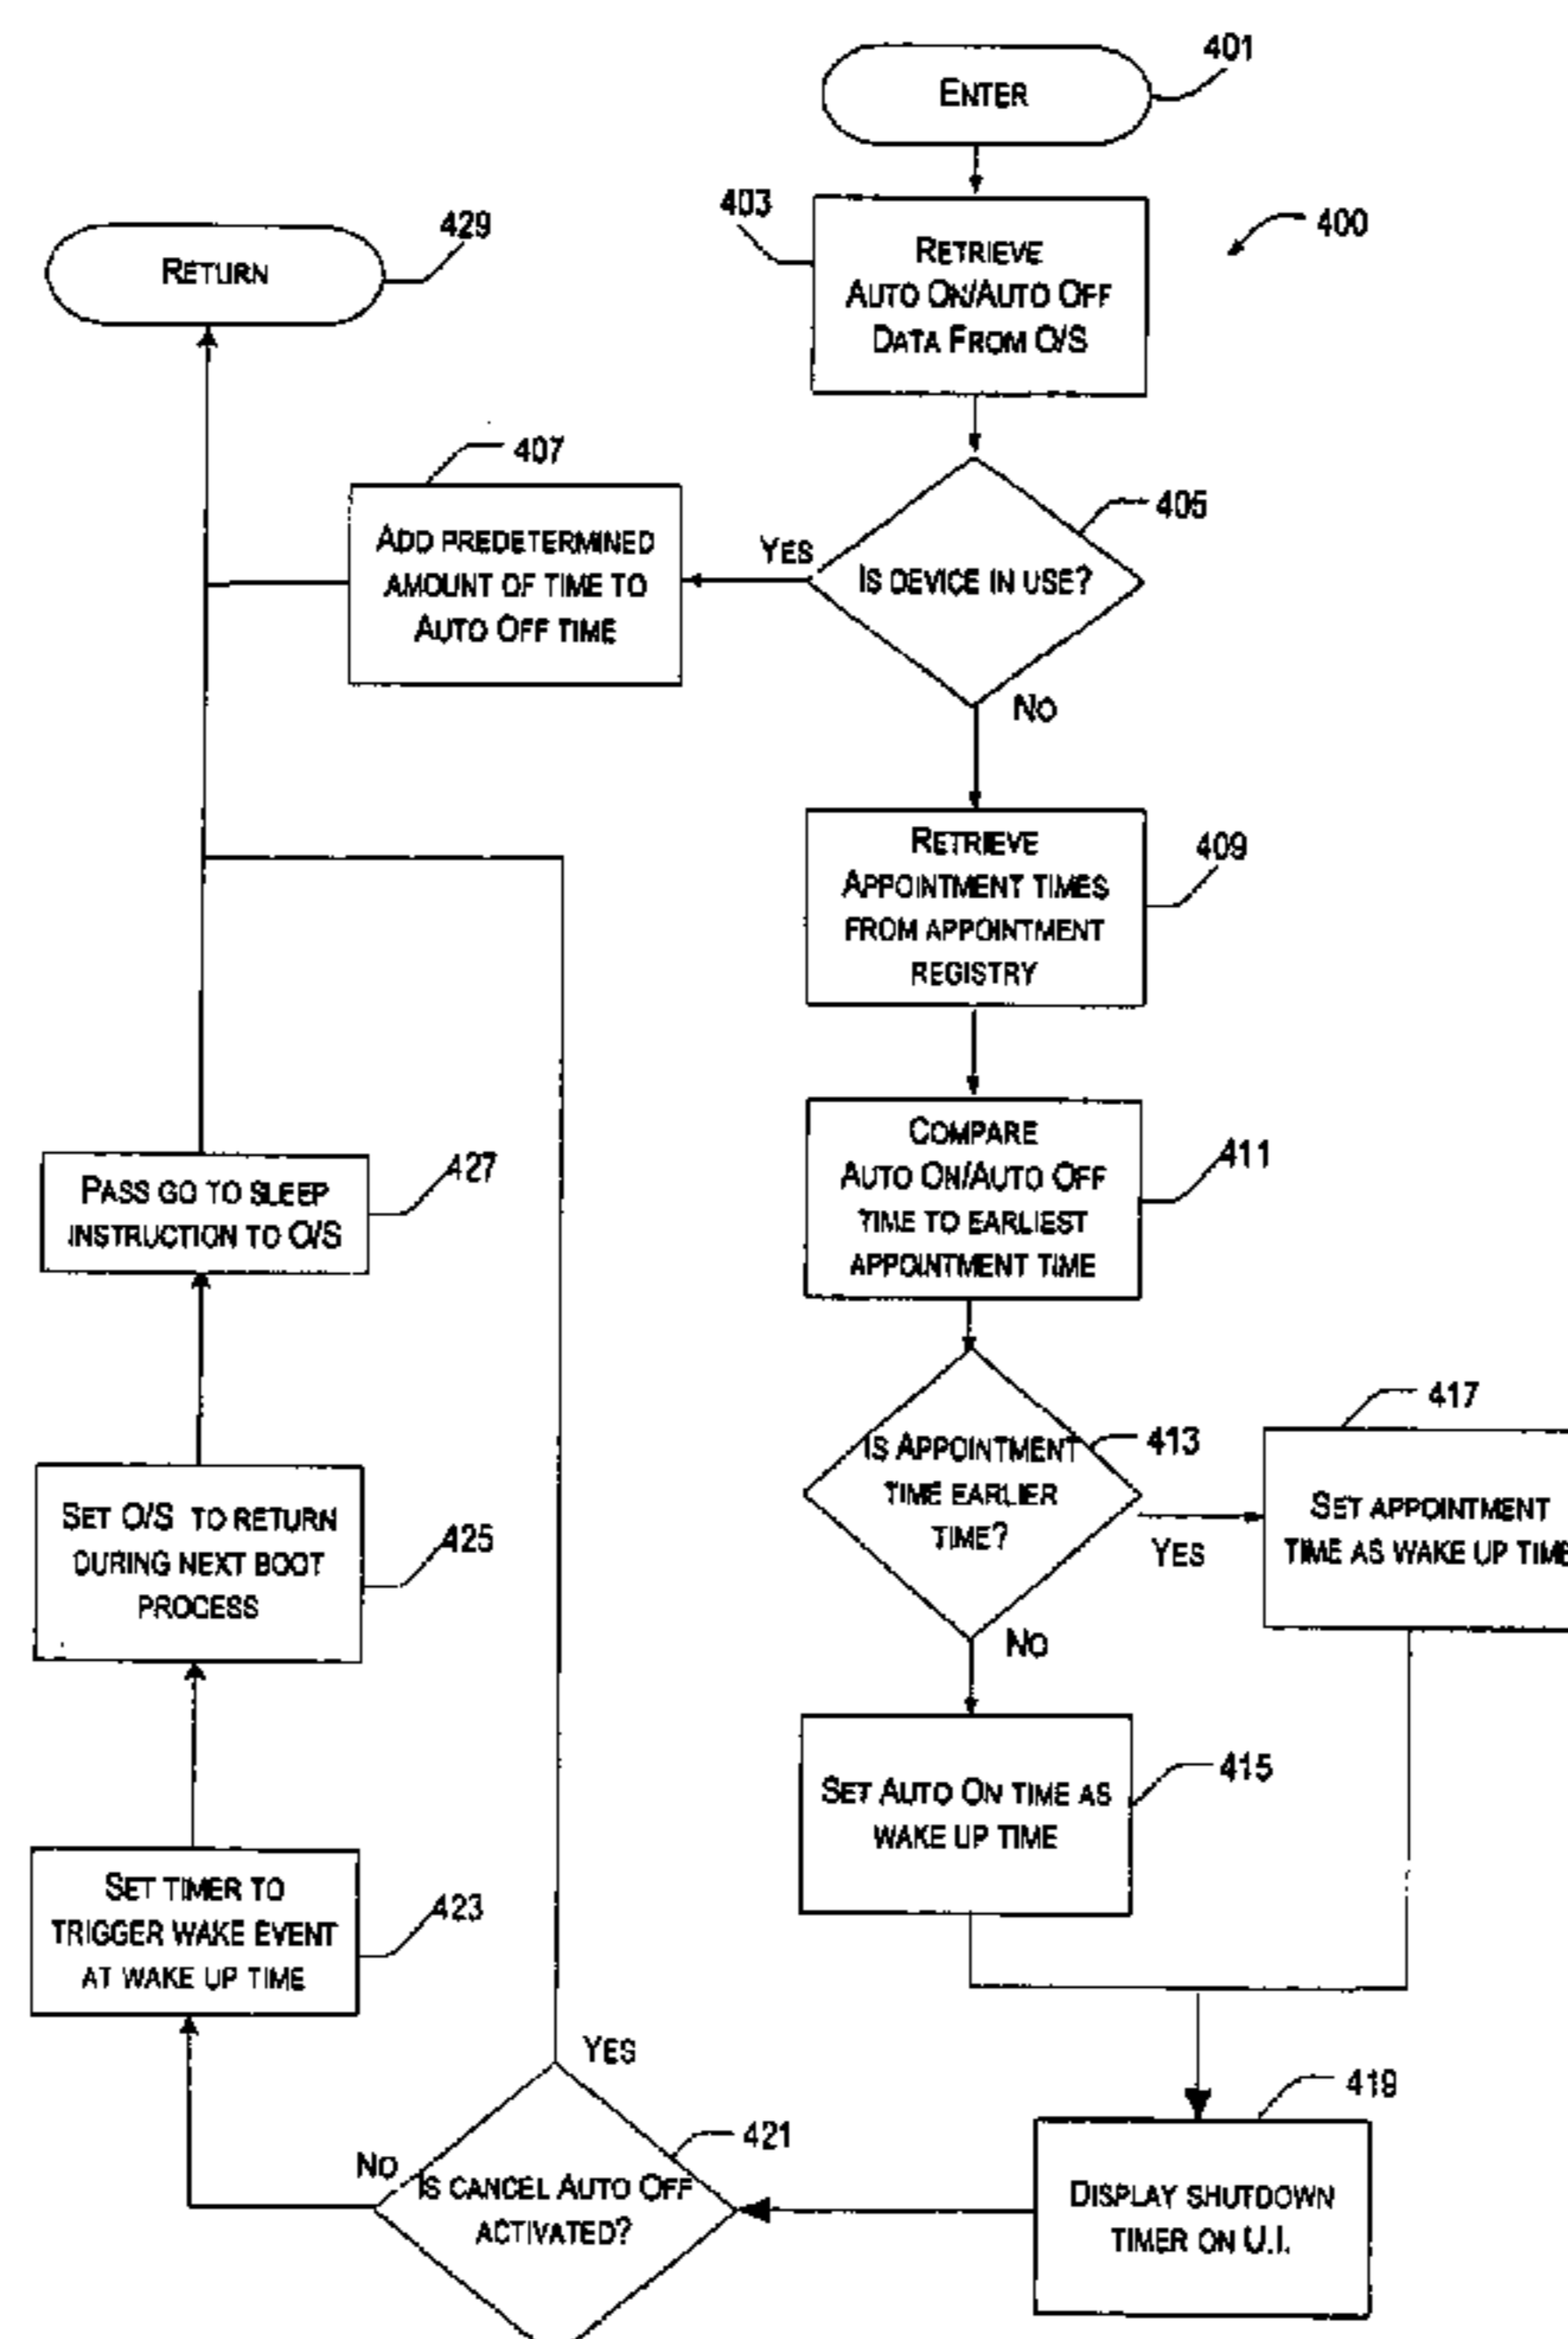 401
ENTER
403
400
RETRIEVE
AUTO ON/AUTO OFF
DATA FROM O/S
429
RETURN
407
ADD PREDETERMINED
AMOUNT OF TIME TO
AUTO OFF TIME
YES
405
IS DEVICE IN USE?
NO
409
RETRIEVE
APPOINTMENT TIMES
FROM APPOINTMENT
REGISTRY
411
COMPARE
AUTO ON/AUTO OFF
TIME TO EARLIEST
APPOINTMENT TIME
413
IS APPOINTMENT
TIME EARLIER
TIME?
YES
417
SET APPOINTMENT
TIME AS WAKE UP TIME
NO
415
SET AUTO ON TIME AS
WAKE UP TIME
419
DISPLAY SHUTDOWN
TIMER ON U.I.
421
IS CANCEL AUTO OFF
ACTIVATED?
YES
NO
423
SET TIMER TO
TRIGGER WAKE EVENT
AT WAKE UP TIME
425
SET O/S TO RETURN
DURING NEXT BOOT
PROCESS
427
PASS GO TO SLEEP
INSTRUCTION TO O/S